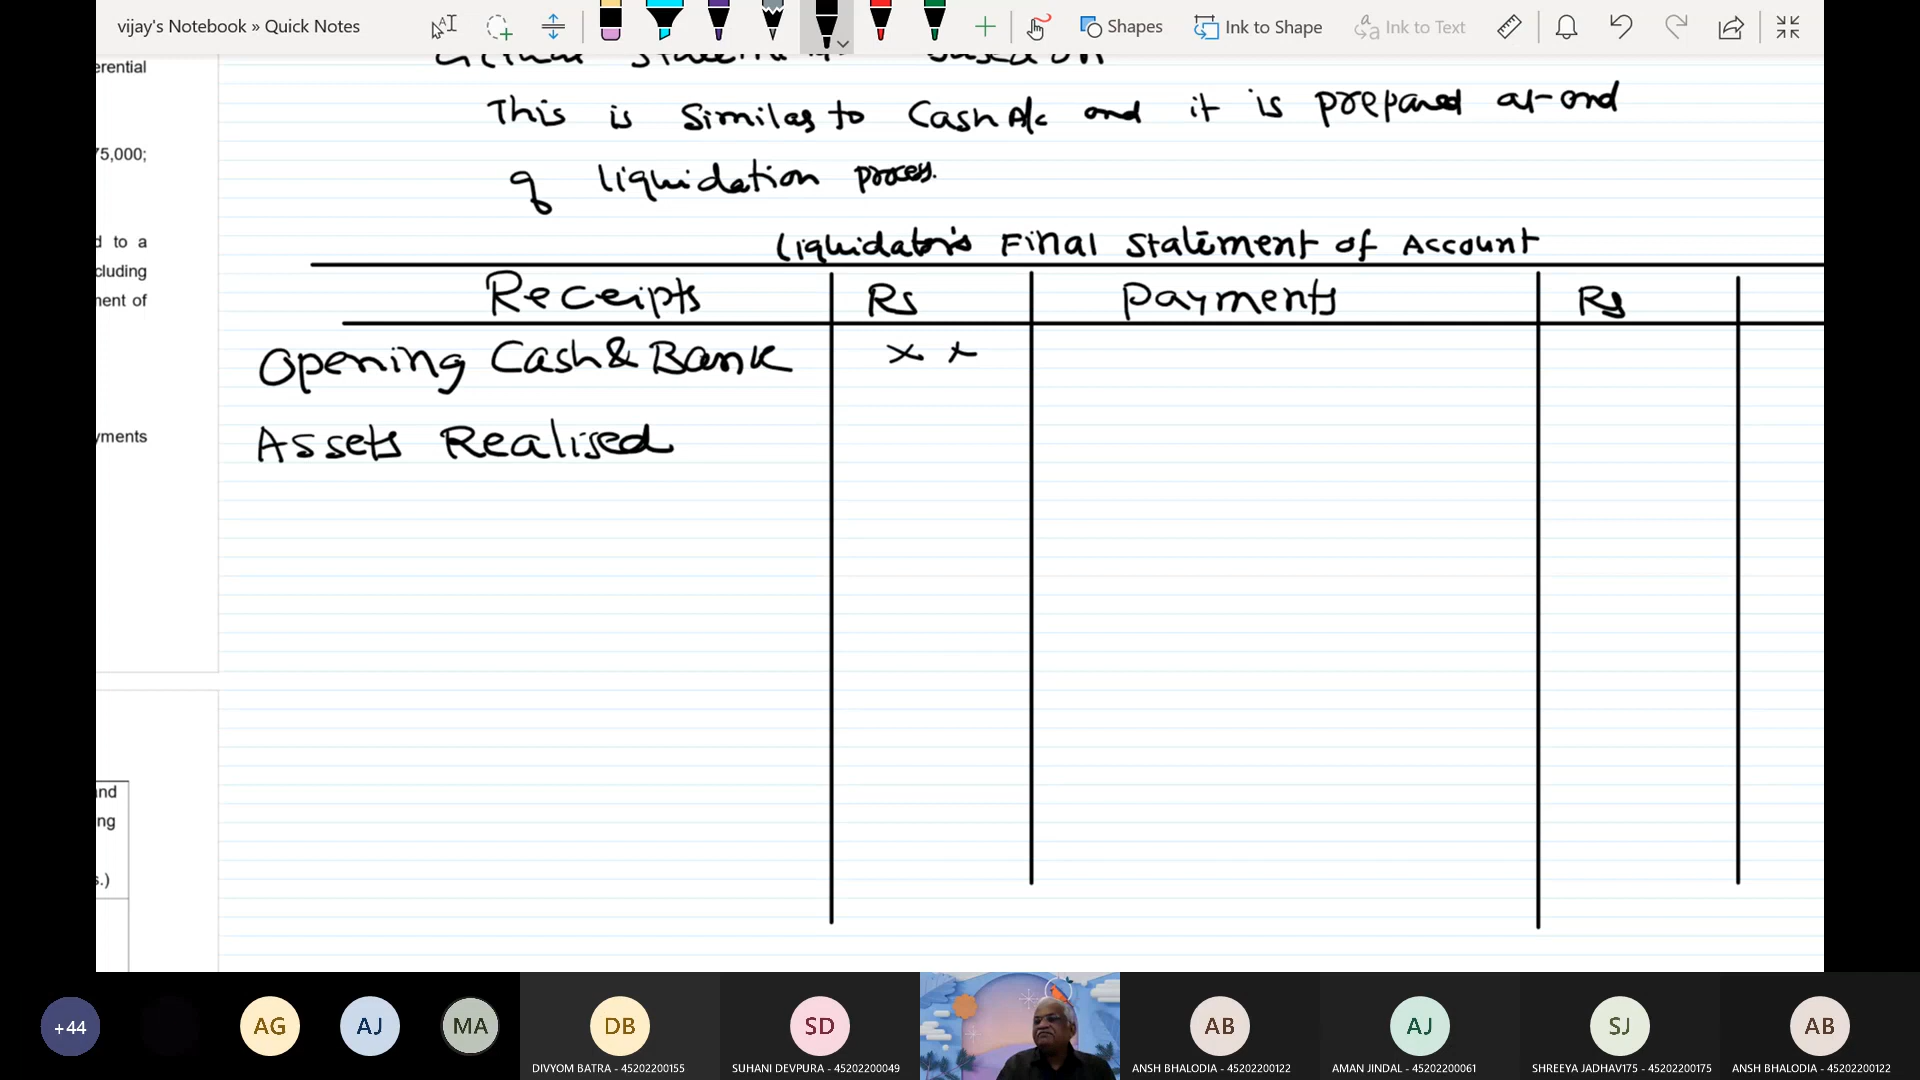 vijay's Notebook » Quick Notes
Shapes
Ink to Shape
Ink to Text
erential
75,000;
d to a
cluding
nent of
yments
nd
ng
s.)
This is Similar to Cash A/c and it is prepared at end
of liquidation process.
Liquidator's Final Statement of Account
Receipts Rs Payments Rs
Opening Cash & Bank x x
Assets Realised
+44
AG
AJ
MA
DB
DIVYOM BATRA - 45202200155
SD
SUHANI DEVPURA - 45202200049
AB
ANSH BHALODIA - 45202200122
AJ
AMAN JINDAL - 45202200061
SJ
SHREEYA JADHAV175 - 45202200175
AB
ANSH BHALODIA - 45202200122